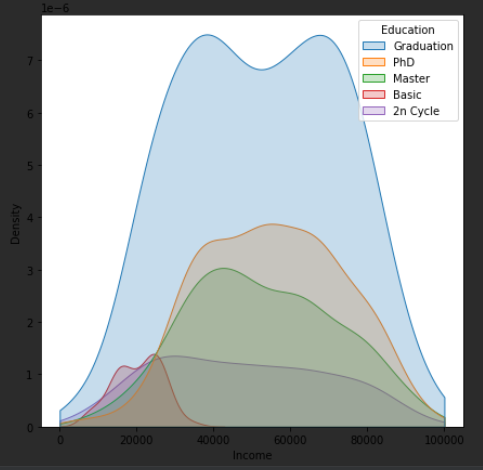 1e−6
Education
Graduation
PhD
Master
Basic
2n Cycle
7
6
5
4
3
2
1
0
Density
0 20000 40000 60000 80000 100000
Income